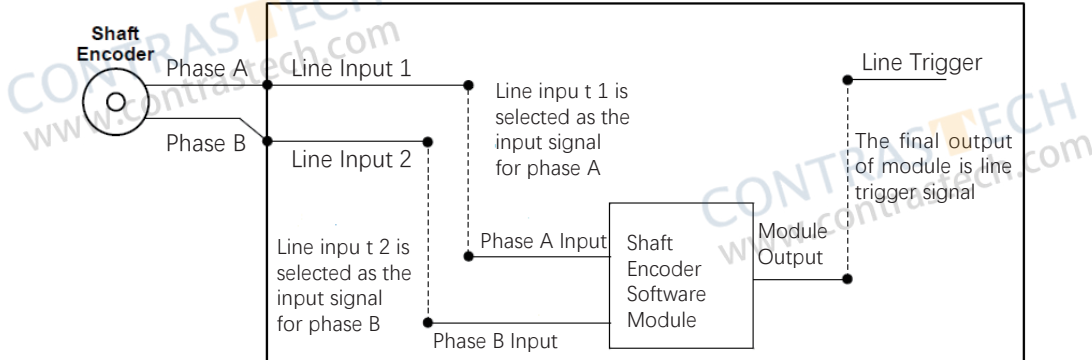 CONTRASTECH
www.contrastech.com
Shaft
Encoder
Phase A
Phase B
Line Input 1
Line Input 2
Line inpu t 1 is
selected as the
input signal
for phase A
Line inpu t 2 is
selected as the
input signal
for phase B
Phase A Input
Phase B Input
Shaft
Encoder
Software
Module
Module
Output
Line Trigger
The final output
of module is line
trigger signal
CONTRASTECH
www.contrastech.com